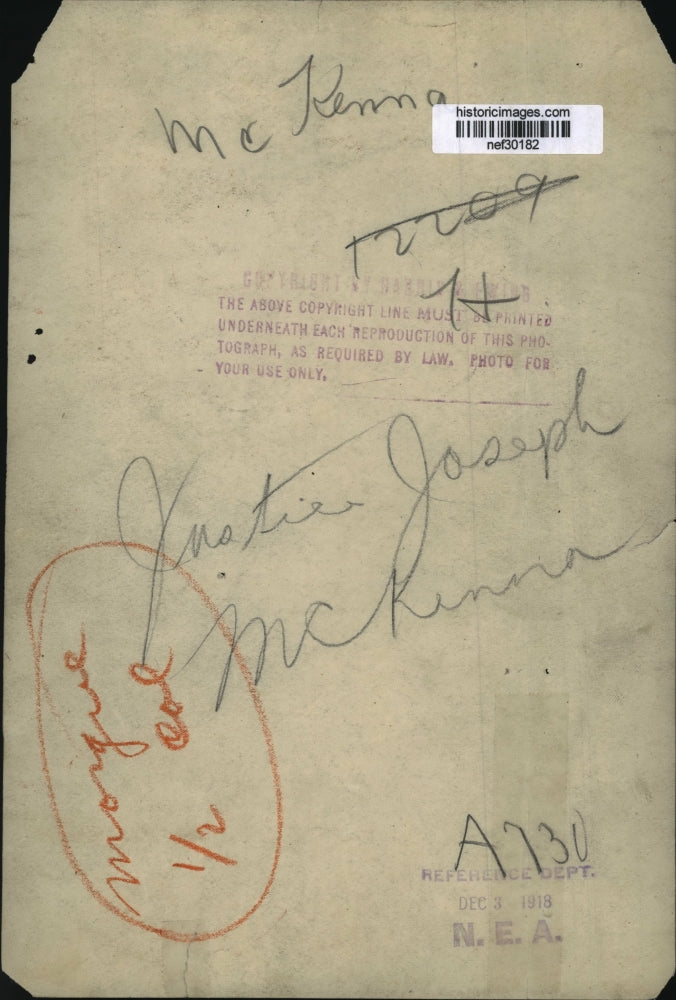 McKenna
historicimages.com
nef30182
12209
H
COPYRIGHT BY HARRIS & EWING
THE ABOVE COPYRIGHT LINE MUST BE PRINTED
UNDERNEATH EACH REPRODUCTION OF THIS PHO-
TOGRAPH, AS REQUIRED BY LAW. PHOTO FOR
YOUR USE ONLY.
Justice Joseph
McKenna
morgue
1/2 col
A730
REFERENCE DEPT.
DEC 3 1918
N. E. A.